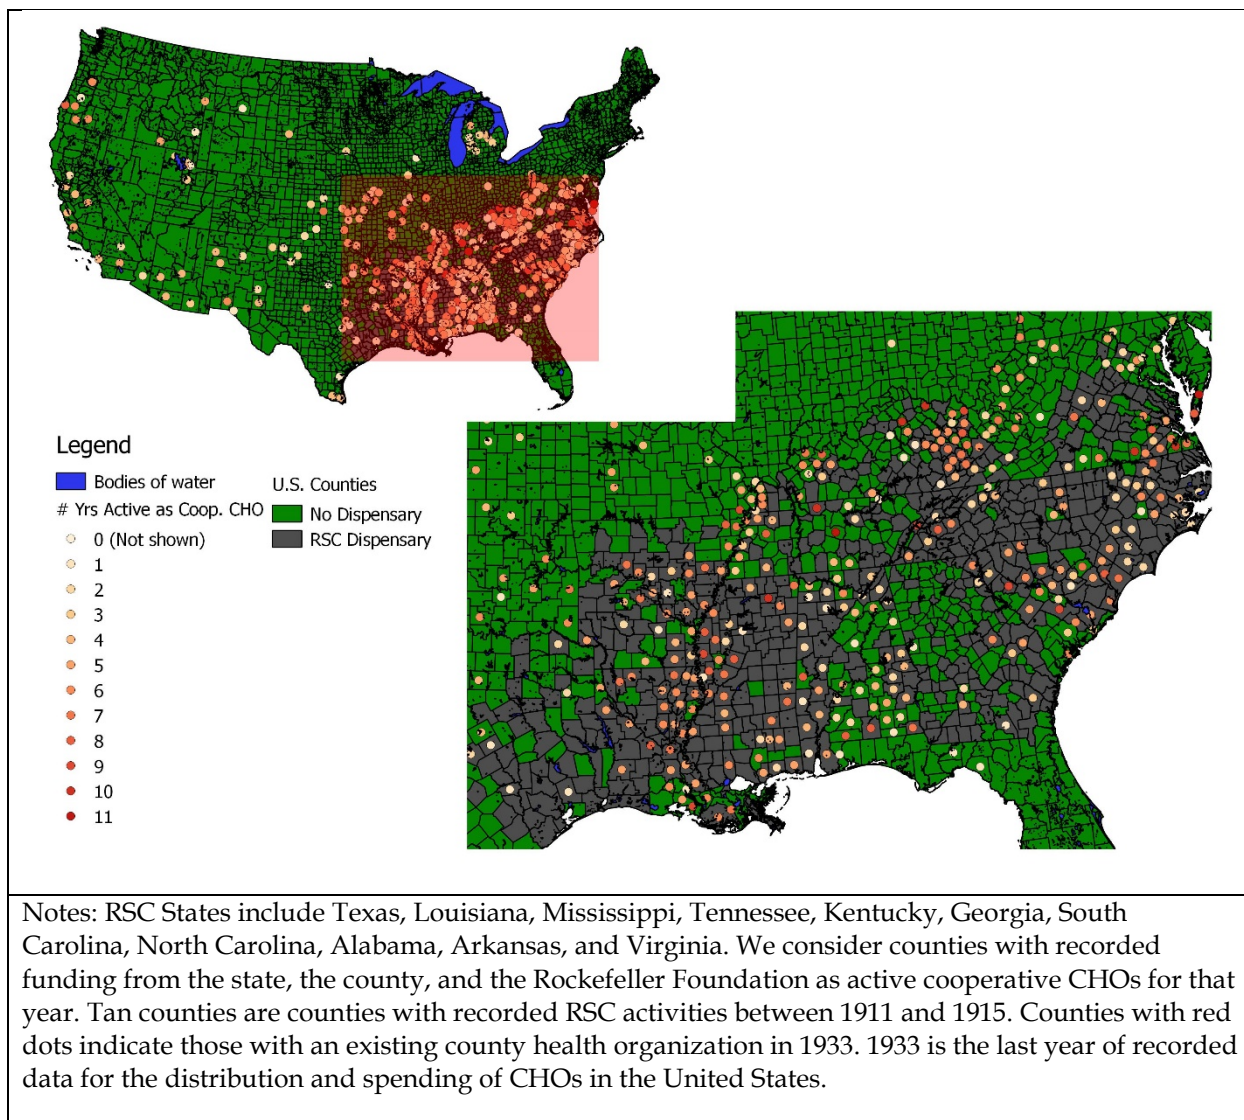 Legend
Bodies of water
# Yrs Active as Coop. CHO
0 (Not shown)
1
2
3
4
5
6
7
8
9
10
11
U.S. Counties
No Dispensary
RSC Dispensary
Notes: RSC States include Texas, Louisiana, Mississippi, Tennessee, Kentucky, Georgia, South
Carolina, North Carolina, Alabama, Arkansas, and Virginia. We consider counties with recorded
funding from the state, the county, and the Rockefeller Foundation as active cooperative CHOs for that
year. Tan counties are counties with recorded RSC activities between 1911 and 1915. Counties with red
dots indicate those with an existing county health organization in 1933. 1933 is the last year of recorded
data for the distribution and spending of CHOs in the United States.